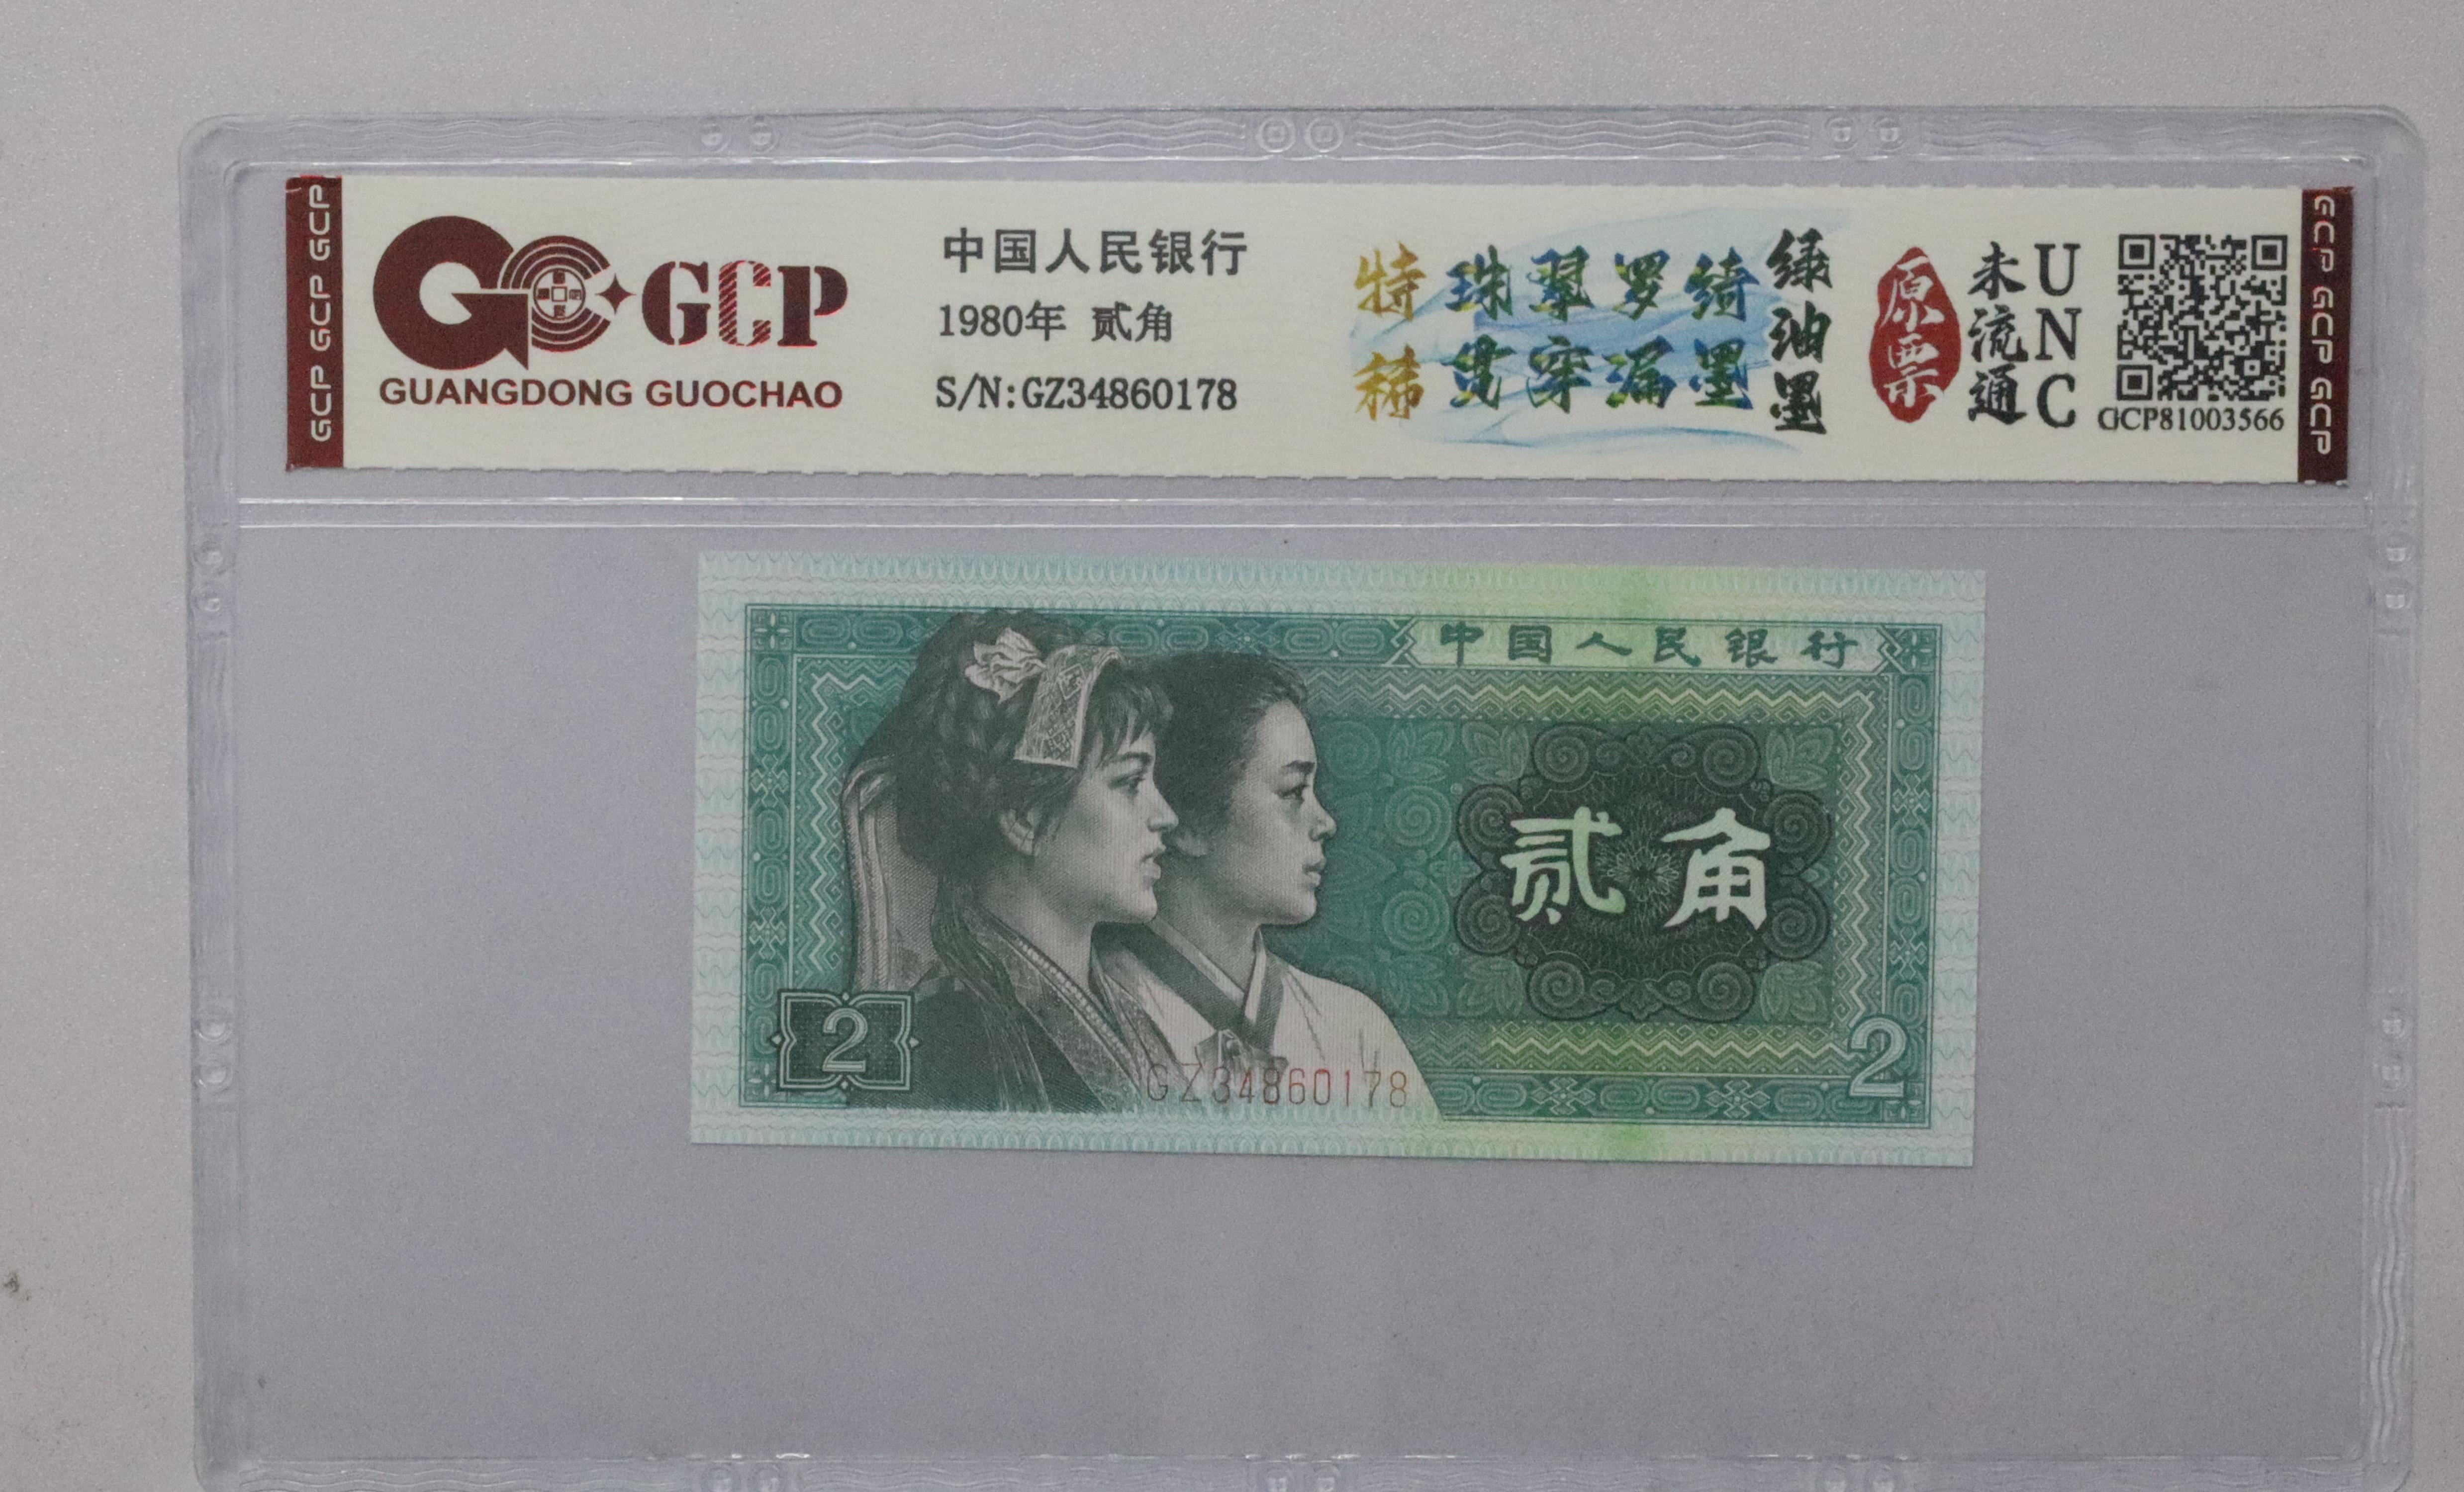 GCP GCP GCP
GCP
GUANGDONG GUOCHAO
中国人民银行
1980年 贰角
S/N:GZ34860178
特稀
珠翠罗绮
贯穿漏墨
绿油墨
原票
未流通
UNC
GCP81003566
GCP GCP GCP
中国人民银行
贰角
2
GZ34860178
2